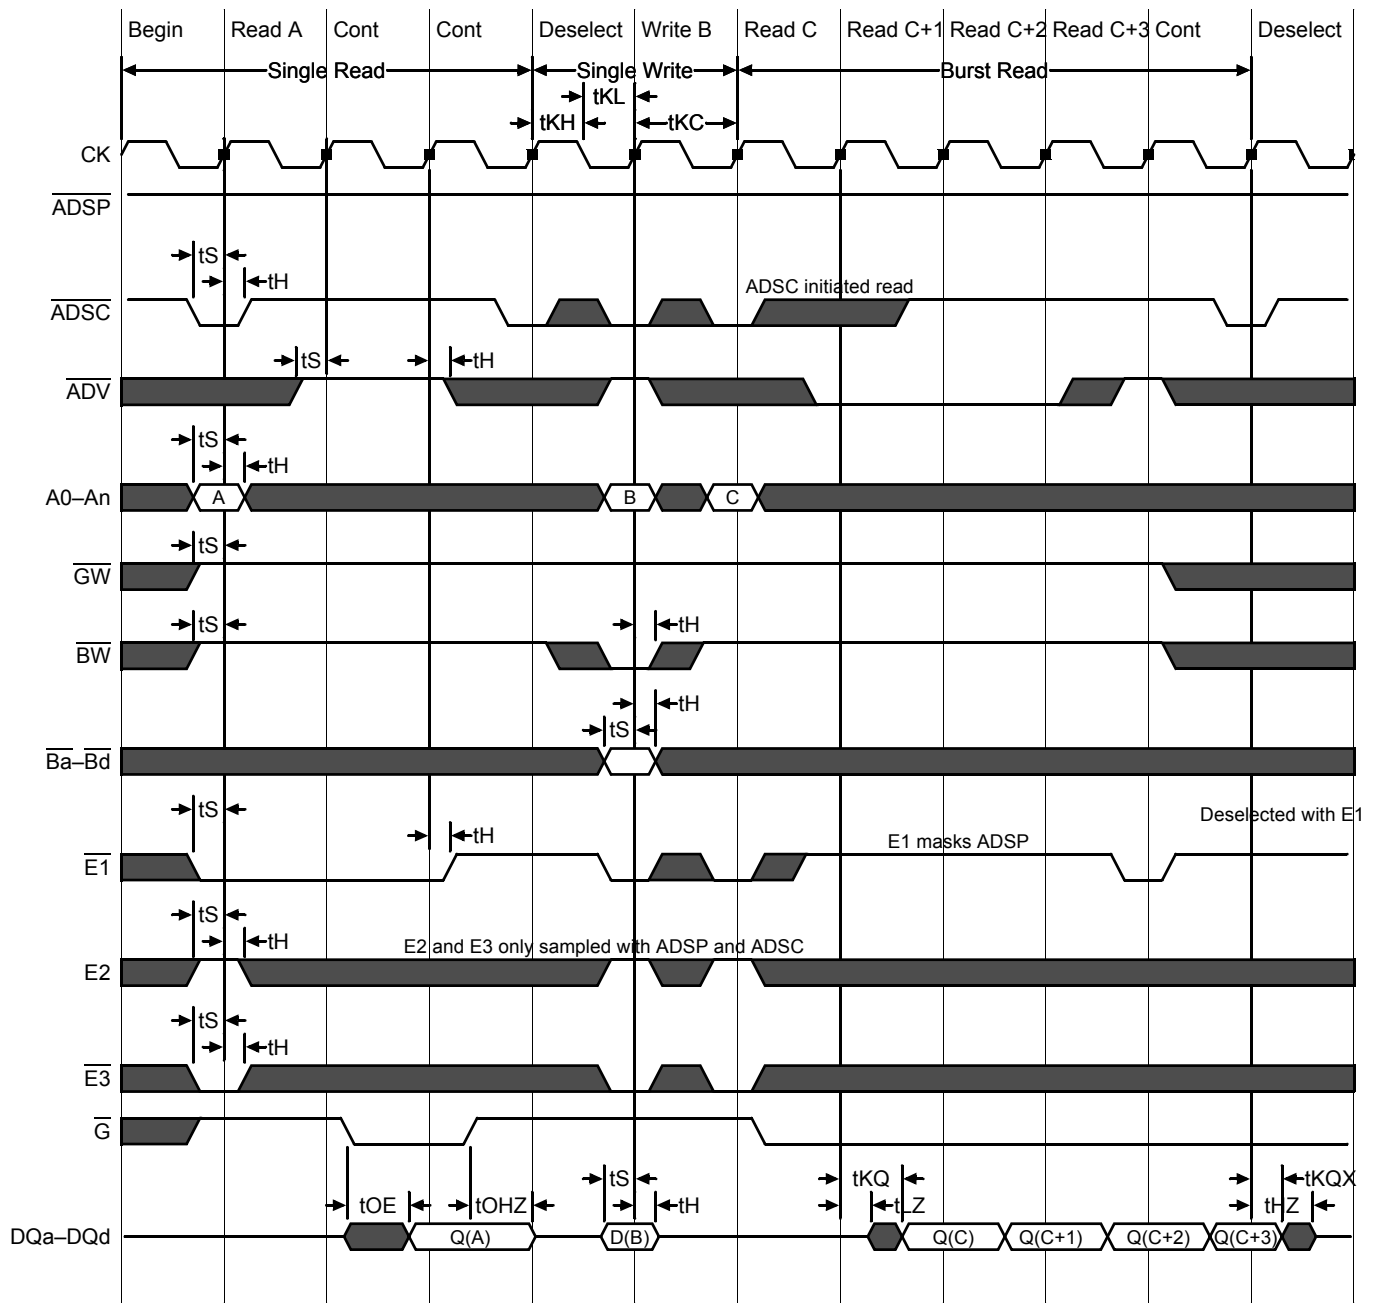 Begin Read A Cont Cont Deselect Write B Read C Read C+1 Read C+2 Read C+3 Cont Deselect
Single Read Single Write Burst Read
tKL
tKH tKC
CK
ADSP
tS
tH
ADSC initiated read
ADSC
tS tH
ADV
tS
tH
A0–An A B C
tS
GW
tS tH
BW
tH
tS
Ba–Bd
tS
Deselected with E1
tH
E1 masks ADSP
E1
tS
tH
E2 and E3 only sampled with ADSP and ADSC
E2
tS
tH
E3
G
tS tKQ tKQX
tOE tOHZ tH tLZ tHZ
DQa–DQd Q(A) D(B) Q(C) Q(C+1) Q(C+2) Q(C+3)